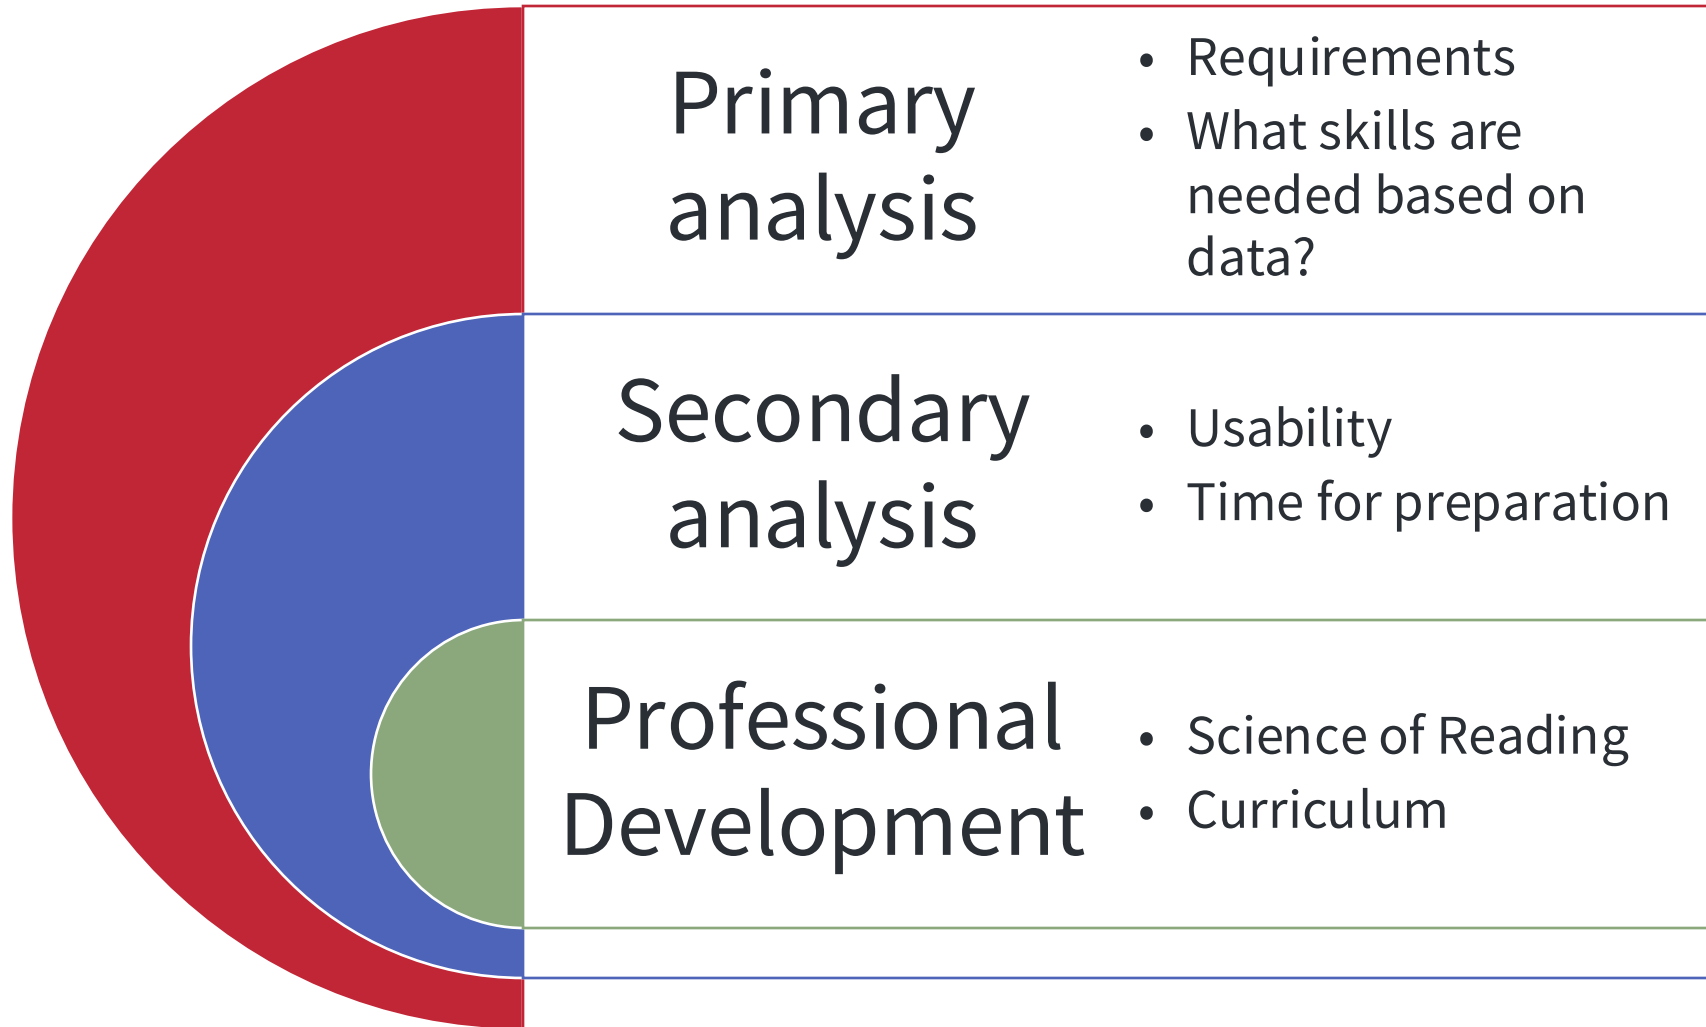 Primary
analysis
• Requirements
• What skills are
needed based on
data?
Secondary
analysis
• Usability
• Time for preparation
Professional
Development
• Science of Reading
• Curriculum